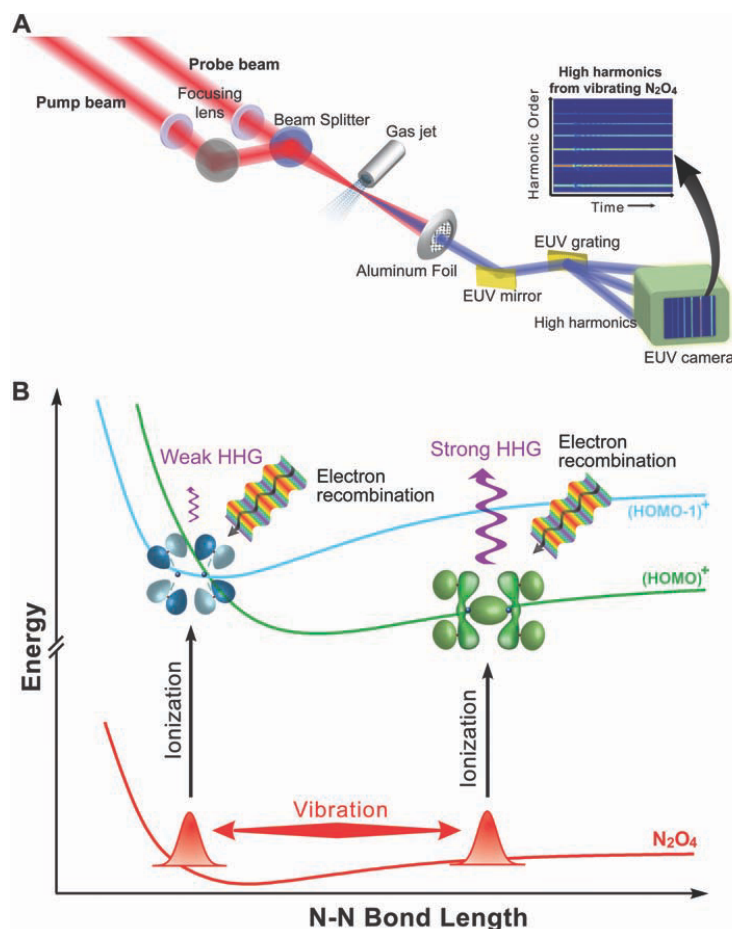 A
Probe beam
Pump beam
Focusing
lens
Beam Splitter
Gas jet
High harmonics
from vibrating N₂O₄
Harmonic Order
Time
Aluminum Foil
EUV grating
EUV mirror
High harmonics
EUV camera
B
Weak HHG
Electron
recombination
Strong HHG
Electron
recombination
(HOMO-1)⁺
(HOMO)⁺
Energy
Ionization
Ionization
Vibration
N₂O₄
N-N Bond Length